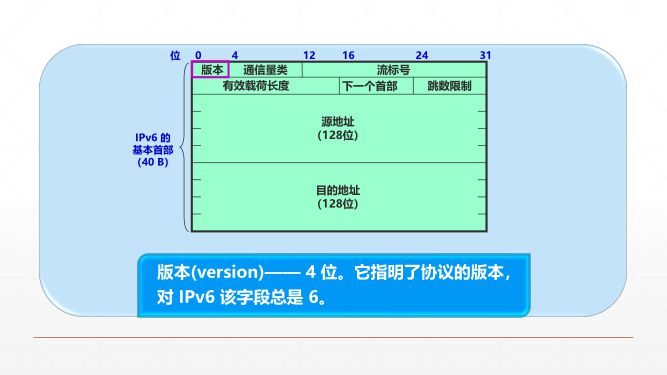 位 0 4 12 16 24 31
版本 通信量类 流标号
有效载荷长度 下一个首部 跳数限制
源地址
(128位)
IPv6 的
基本首部
(40 B)
目的地址
(128位)
版本(version)—— 4 位。它指明了协议的版本，
对 IPv6 该字段总是 6。